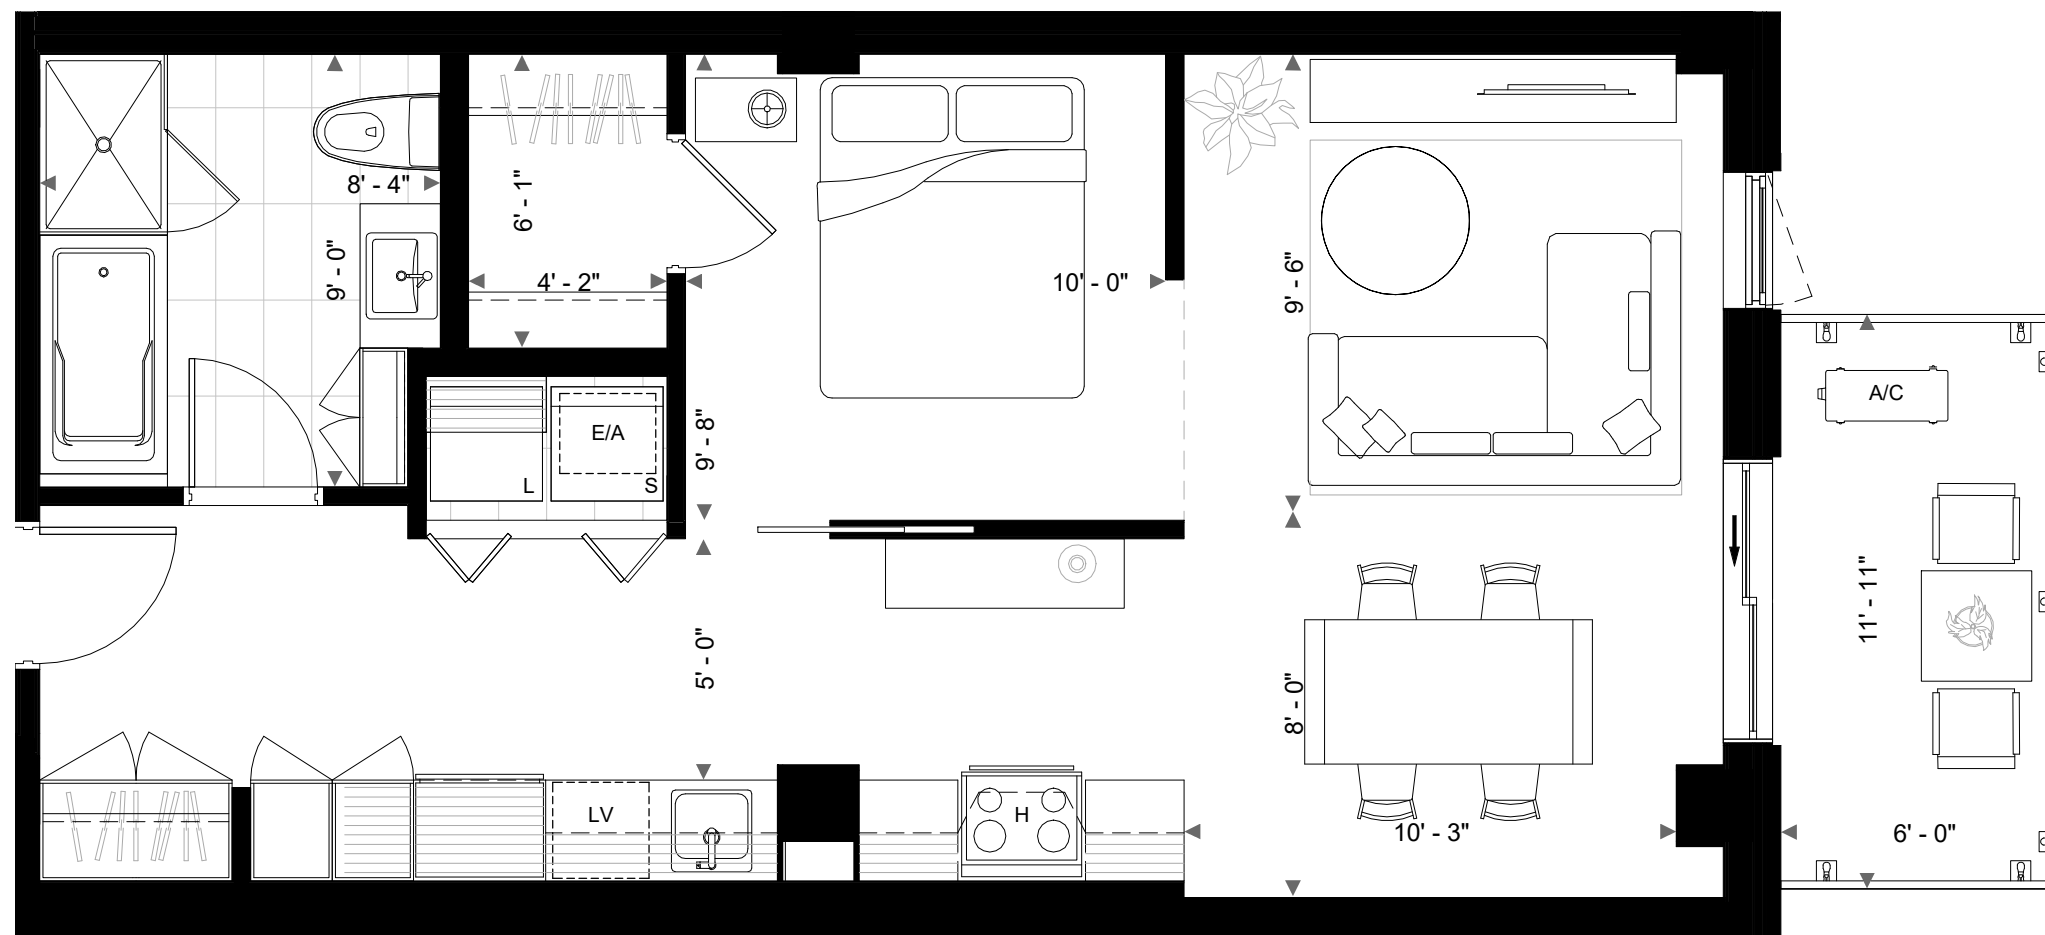 8' - 4"
9' - 0"
6' - 1"
4' - 2"
10' - 0"
9' - 8"
9' - 6"
E/A
L
S
A/C
11' - 11"
5' - 0"
8' - 0"
LV
H
10' - 3"
6' - 0"